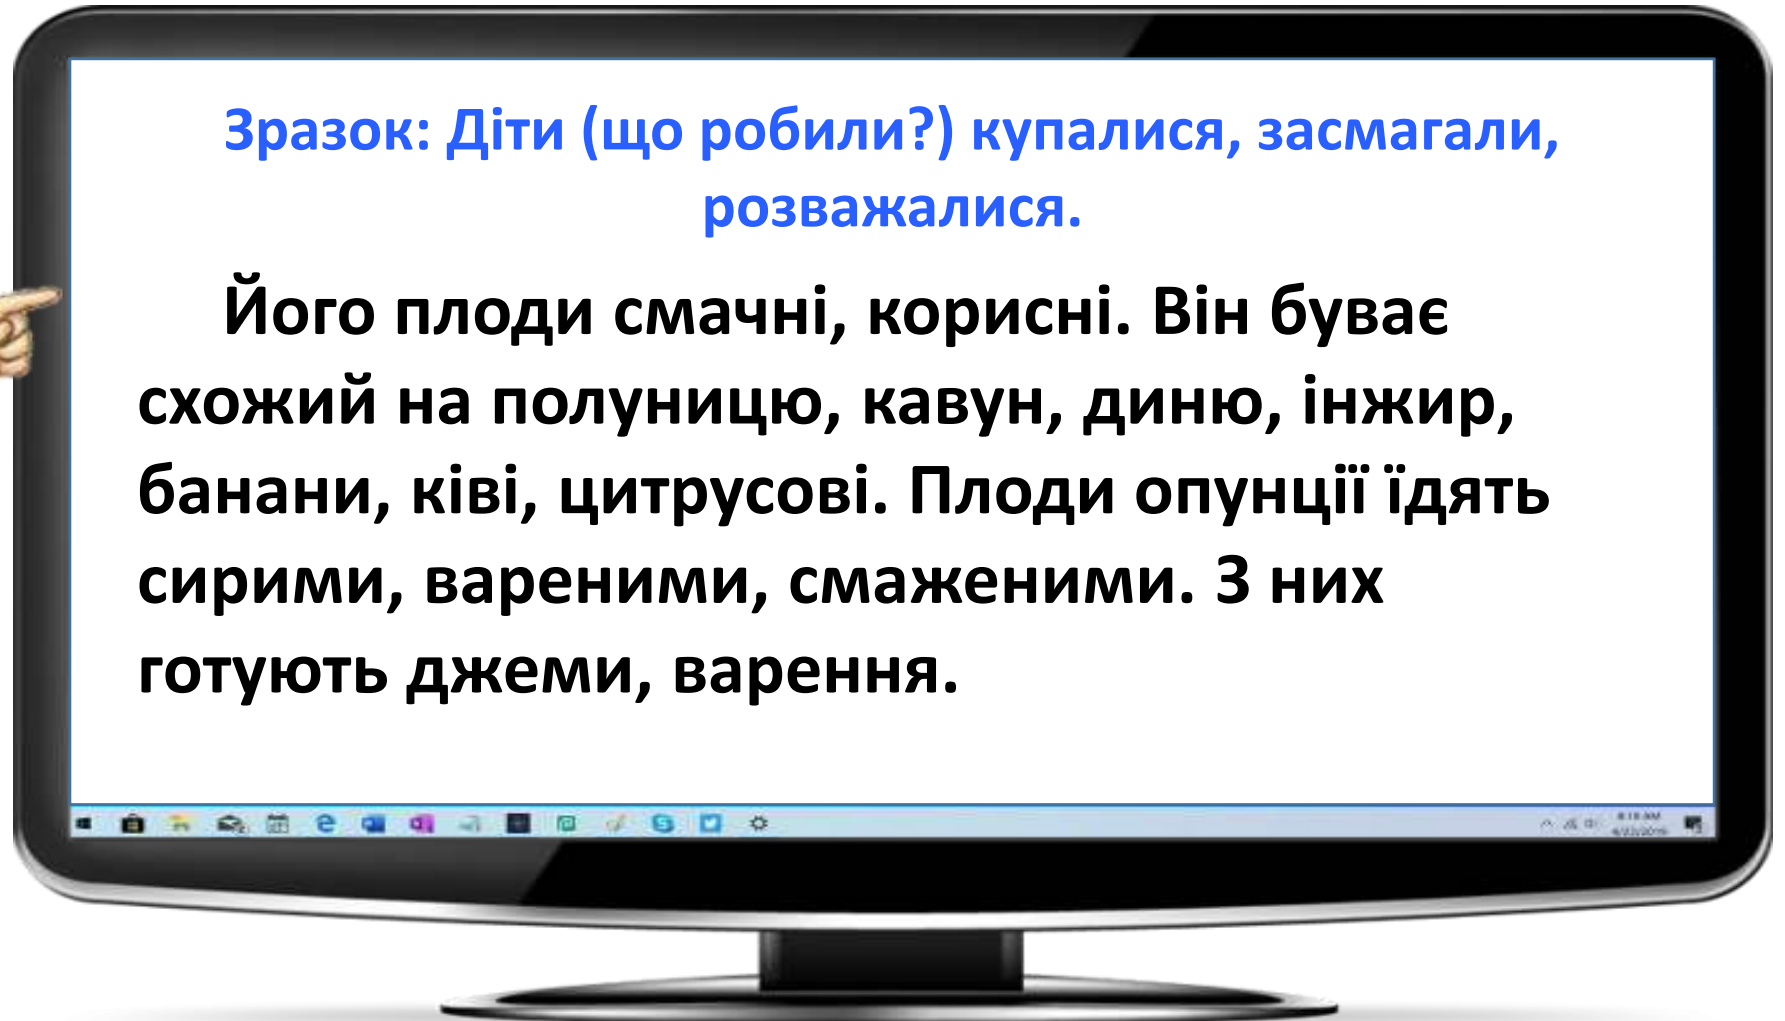 Зразок: Діти (що робили?) купалися, засмагали,
розважалися.
Його плоди смачні, корисні. Він буває
схожий на полуницю, кавун, диню, інжир,
банани, ківі, цитрусові. Плоди опунції їдять
сирими, вареними, смаженими. З них
готують джеми, варення.